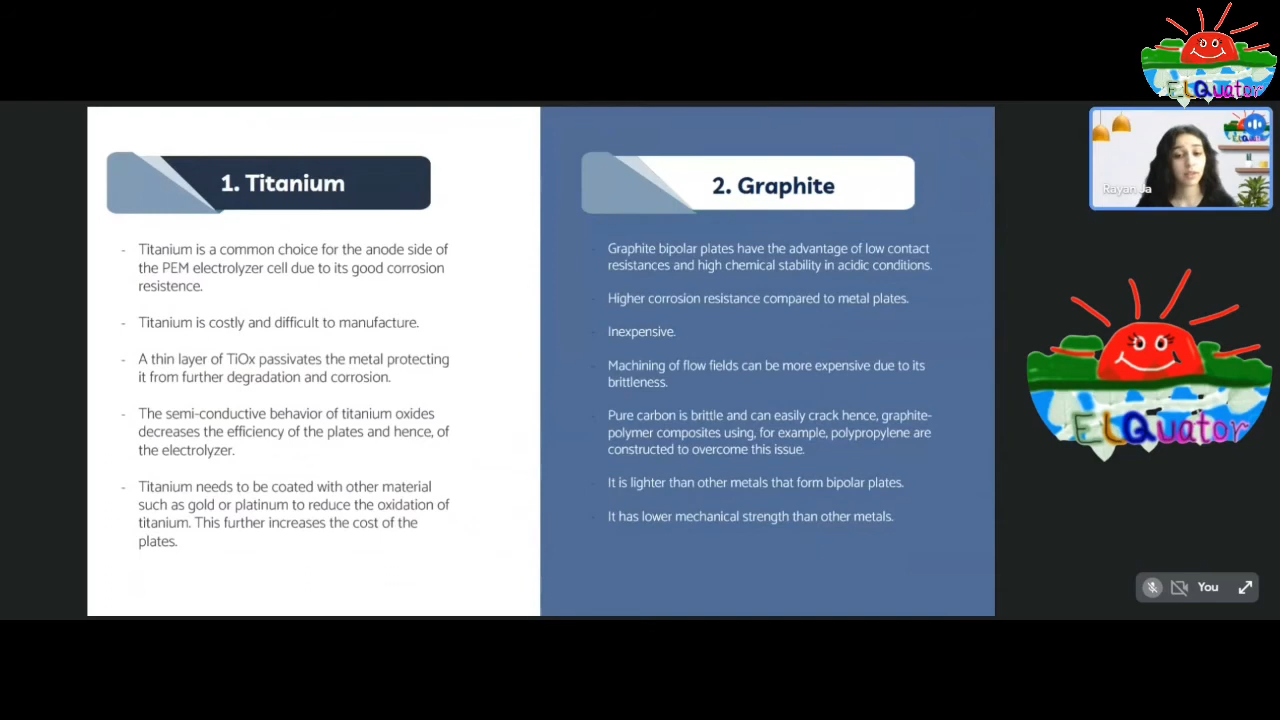 ELQuator
1. Titanium
- Titanium is a common choice for the anode side of
the PEM electrolyzer cell due to its good corrosion
resistence.
- Titanium is costly and difficult to manufacture.
- A thin layer of TiOx passivates the metal protecting
it from further degradation and corrosion.
- The semi-conductive behavior of titanium oxides
decreases the efficiency of the plates and hence, of
the electrolyzer.
- Titanium needs to be coated with other material
such as gold or platinum to reduce the oxidation of
titanium. This further increases the cost of the
plates.
2. Graphite
- Graphite bipolar plates have the advantage of low contact
resistances and high chemical stability in acidic conditions.
- Higher corrosion resistance compared to metal plates.
- Inexpensive.
- Machining of flow fields can be more expensive due to its
brittleness.
- Pure carbon is brittle and can easily crack hence, graphite-
polymer composites using, for example, polypropylene are
constructed to overcome this issue.
- It is lighter than other metals that form bipolar plates.
- It has lower mechanical strength than other metals.
ELQuator
You